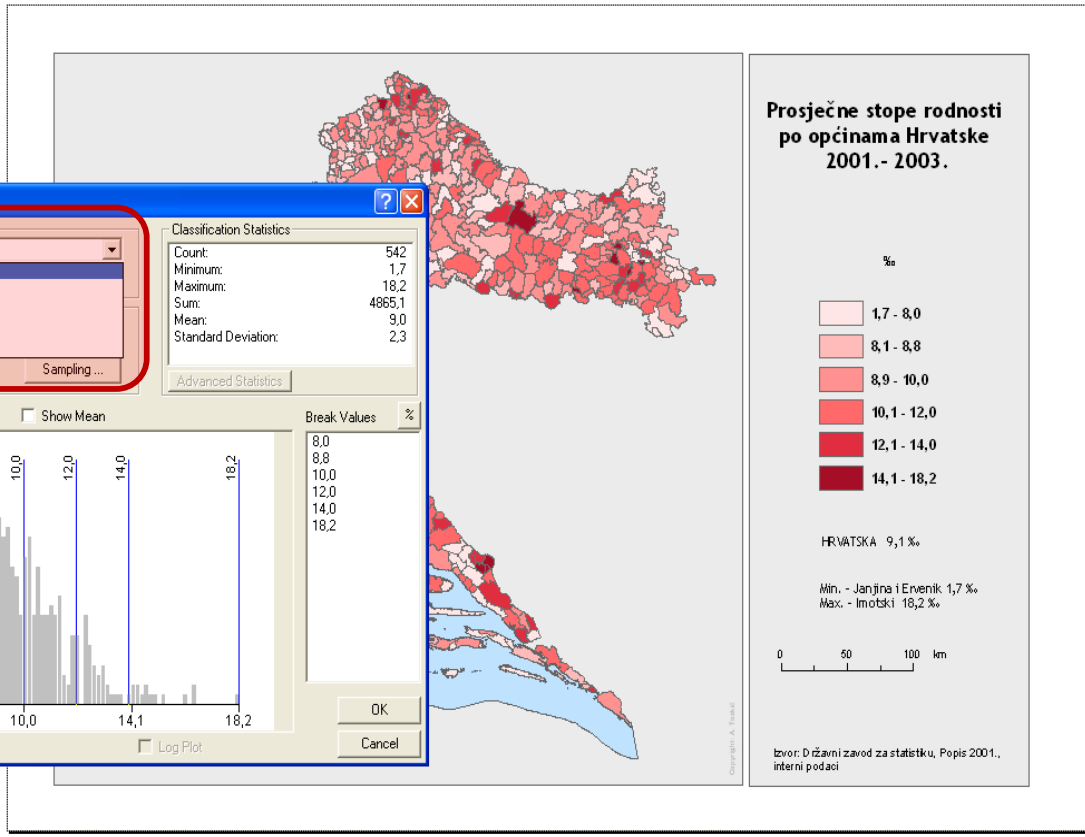 Prosječne stope rodnosti
po općinama Hrvatske
2001.- 2003.
‰
1,7 - 8,0
8,1 - 8,8
8,9 - 10,0
10,1 - 12,0
12,1 - 14,0
14,1 - 18,2
HRVATSKA 9,1 ‰
Min. - Janjina i Ervenik 1,7 ‰
Max. - Imotski 18,2 ‰
0 50 100 km
Izvor: Državni zavod za statistiku, Popis 2001.,
interni podaci
Copyright: A. Toskić
Classification Statistics
Count: 542
Minimum: 1,7
Maximum: 18,2
Sum: 4865,1
Mean: 9,0
Standard Deviation: 2,3
Advanced Statistics
Sampling ...
Show Mean
Break Values %
8,0
8,8
10,0
12,0
14,0
18,2
10,0 12,0 14,0 18,2
10,0 14,1 18,2
Log Plot
OK
Cancel